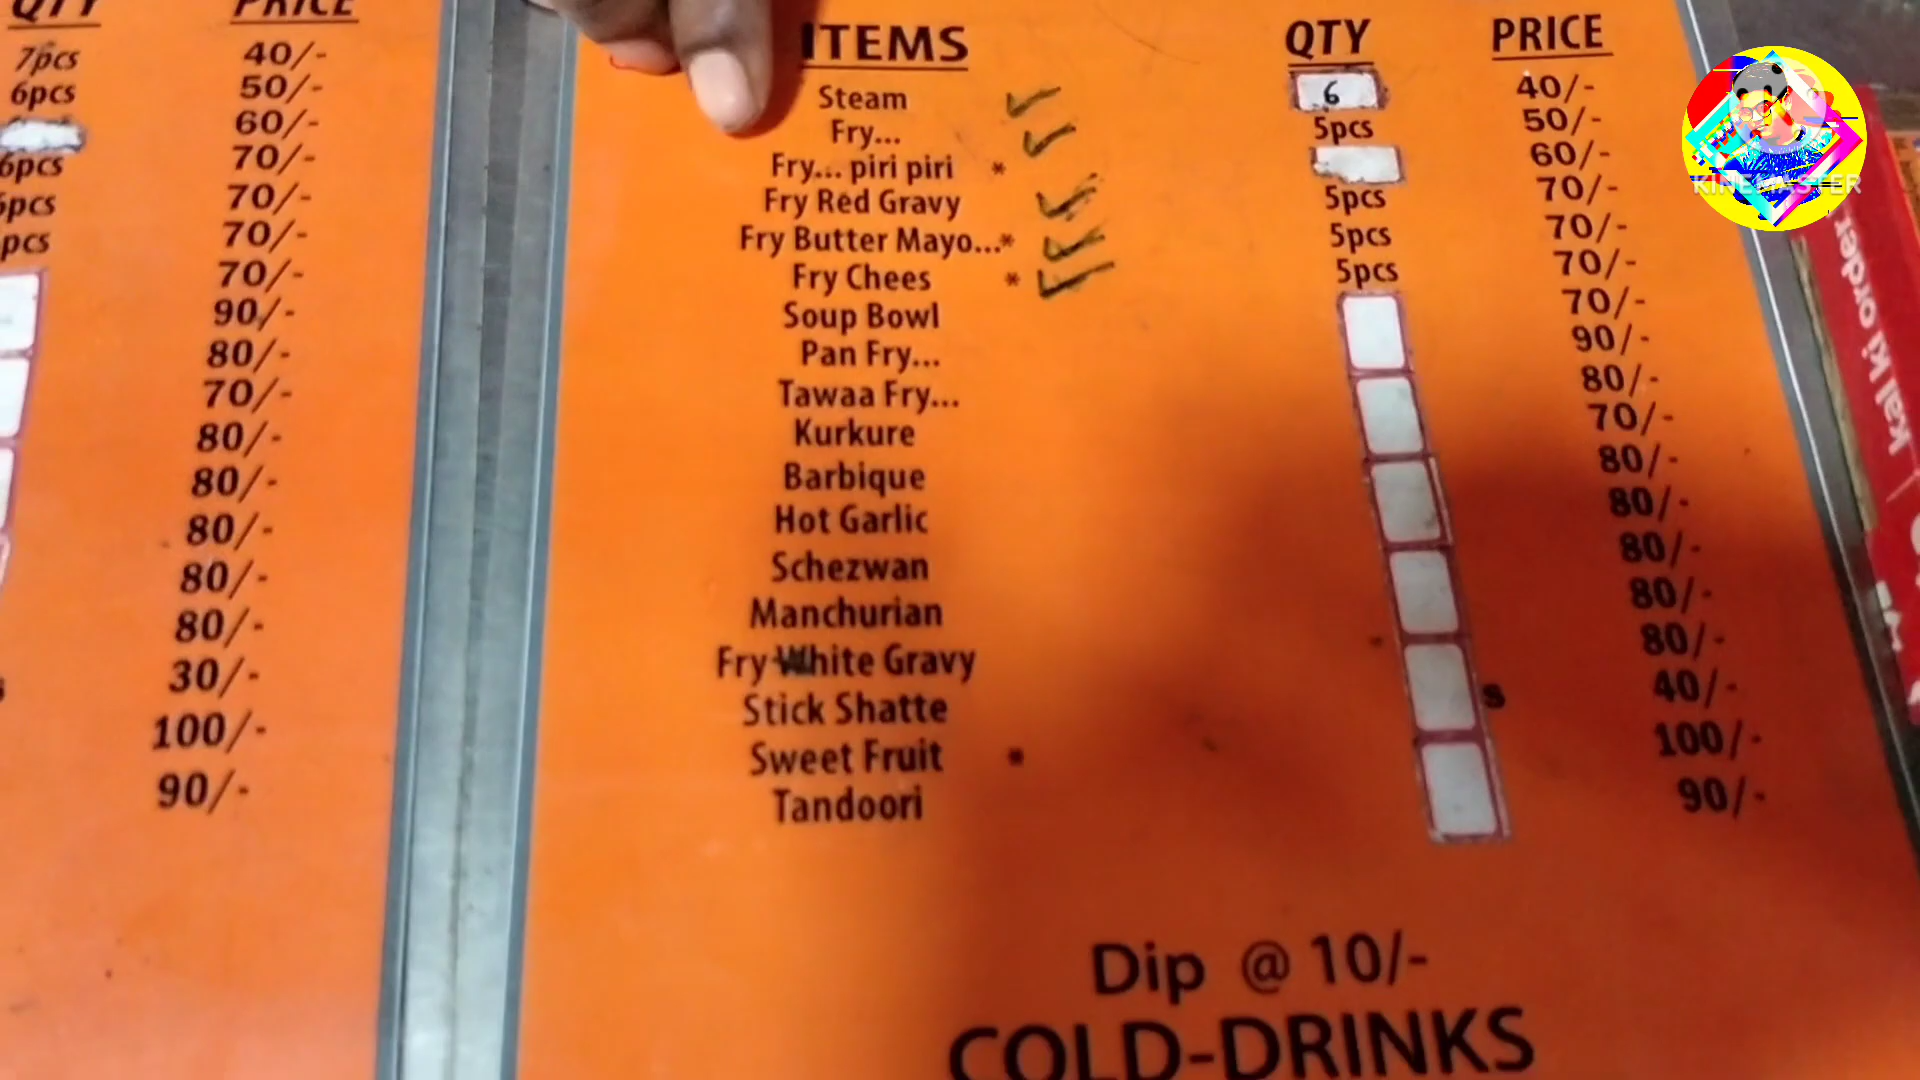 QTY PRICE
7pcs 40/-
6pcs 50/-
60/-
6pcs 70/-
5pcs 70/-
pcs 70/-
70/-
90/-
80/-
70/-
80/-
80/-
80/-
80/-
80/-
30/-
100/-
90/-
ITEMS QTY PRICE
Steam 6 40/-
Fry... 5pcs 50/-
Fry... piri piri * 60/-
Fry Red Gravy 5pcs 70/-
Fry Butter Mayo...* 5pcs 70/-
Fry Chees * 5pcs 70/-
Soup Bowl 70/-
Pan Fry... 90/-
Tawaa Fry... 80/-
Kurkure 70/-
Barbique 80/-
Hot Garlic 80/-
Schezwan 80/-
Manchurian 80/-
Fry White Gravy 80/-
Stick Shatte s 40/-
Sweet Fruit * 100/-
Tandoori 90/-
Dip @ 10/-
COLD-DRINKS
KINEMASTER
kal ki order